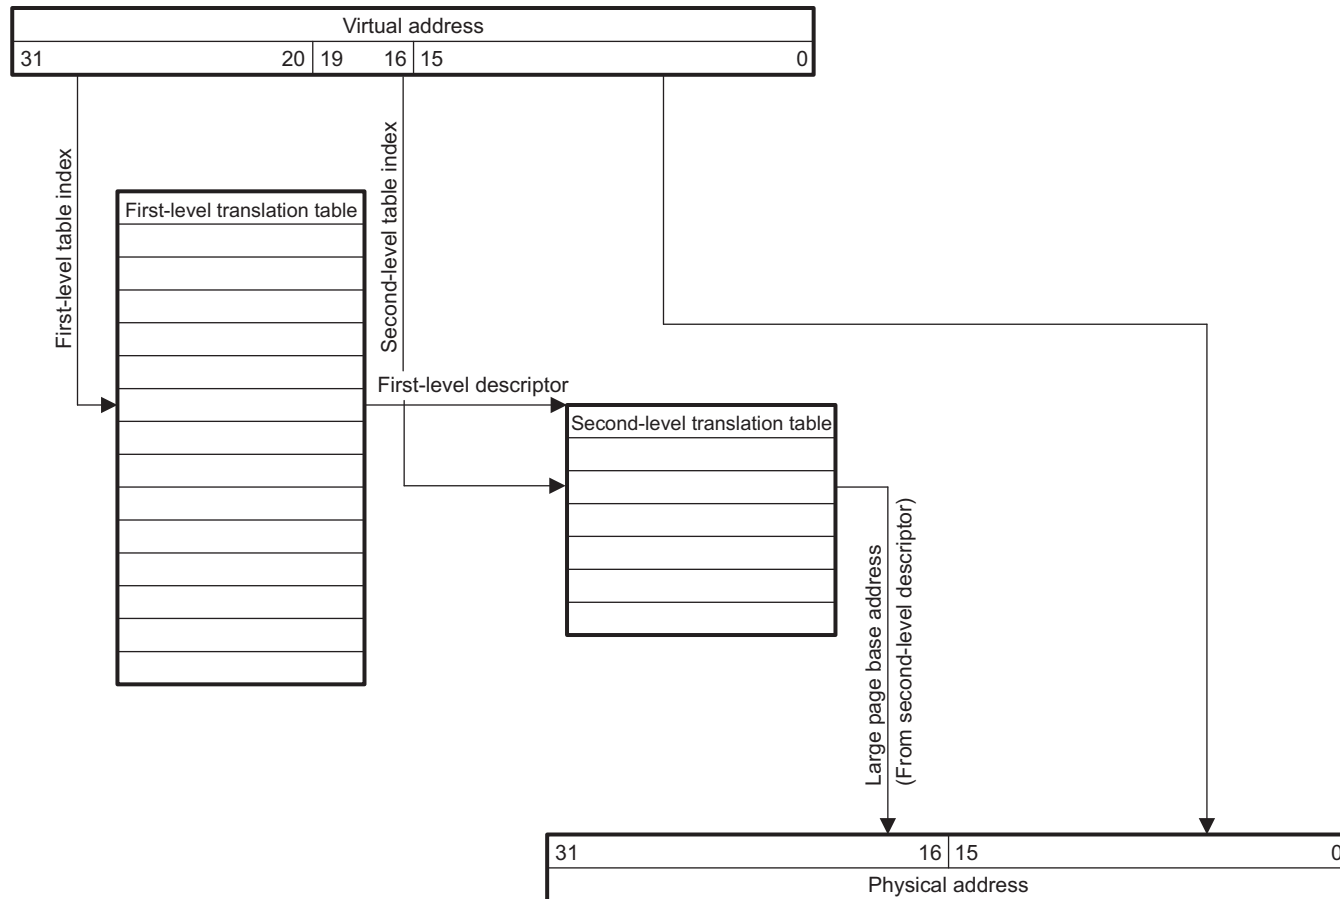 Virtual address
31 20 19 16 15 0
First-level table index
Second-level table index
First-level translation table
First-level descriptor
Second-level translation table
Large page base address
(From second-level descriptor)
31 16 15 0
Physical address